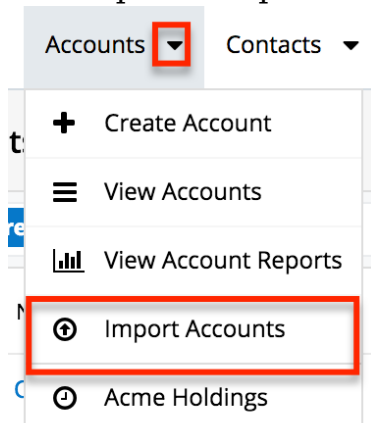 Accounts Contacts
Create Account
View Accounts
View Account Reports
Import Accounts
Acme Holdings